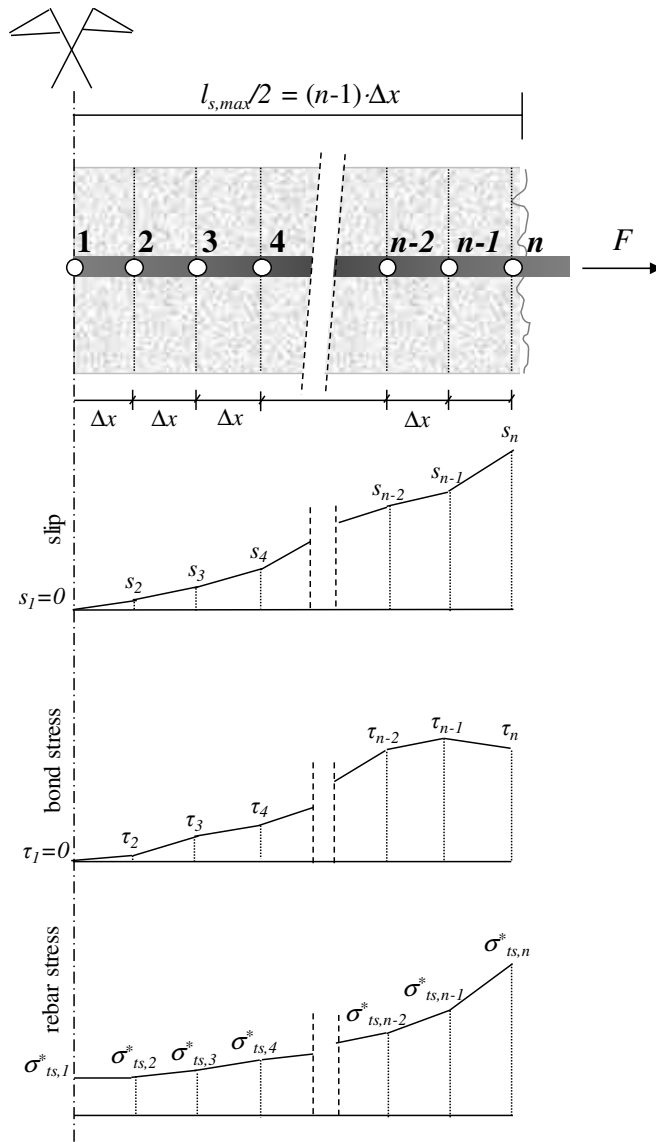 l_{s,max}/2 = (n-1)·Δx
1 2 3 4 n-2 n-1 n F
Δx Δx Δx Δx
slip
s_1=0 s_2 s_3 s_4 s_{n-2} s_{n-1} s_n
bond stress
τ_1=0 τ_2 τ_3 τ_4 τ_{n-2} τ_{n-1} τ_n
rebar stress
σ*_{ts,1} σ*_{ts,2} σ*_{ts,3} σ*_{ts,4} σ*_{ts,n-2} σ*_{ts,n-1} σ*_{ts,n}